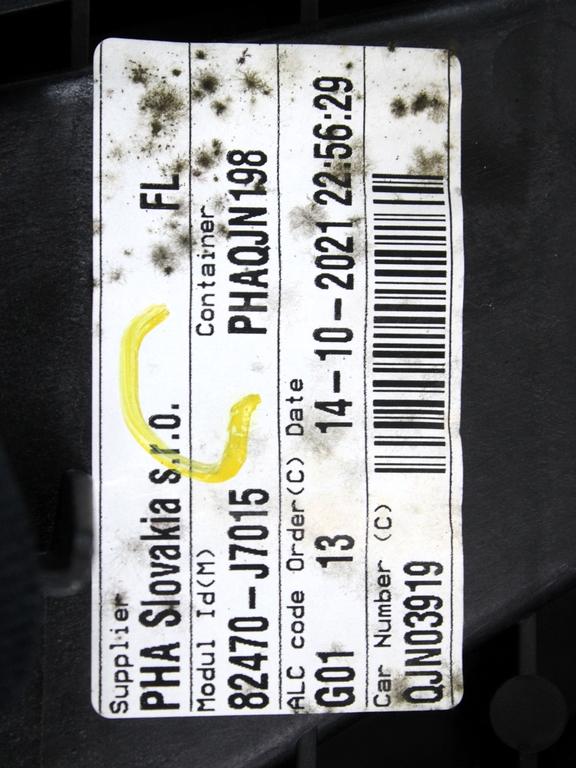 Supplier
PHA Slovakia s.r.o. FL
Modul Id(M) Container
82470-J7015 PHAQJN198
ALC code Order(C) Date
G01 13 14-10-2021 22:56:29
Car Number (C)
QJN03919